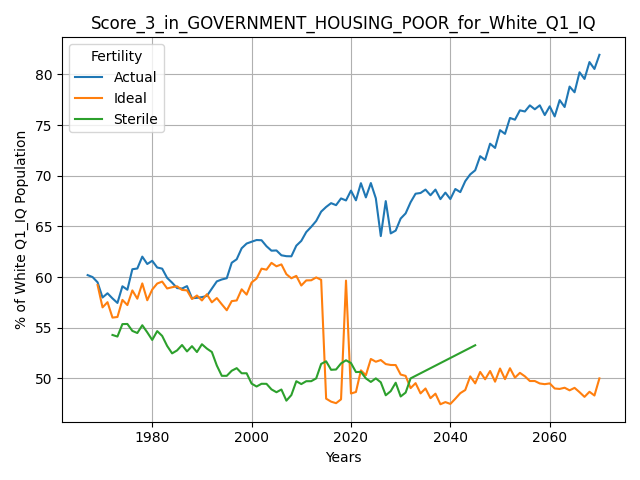 Score_3_in_GOVERNMENT_HOUSING_POOR_for_White_Q1_IQ
Fertility
Actual
Ideal
Sterile
% of White Q1_IQ Population
80
75
70
65
60
55
50
1980
2000
2020
2040
2060
Years